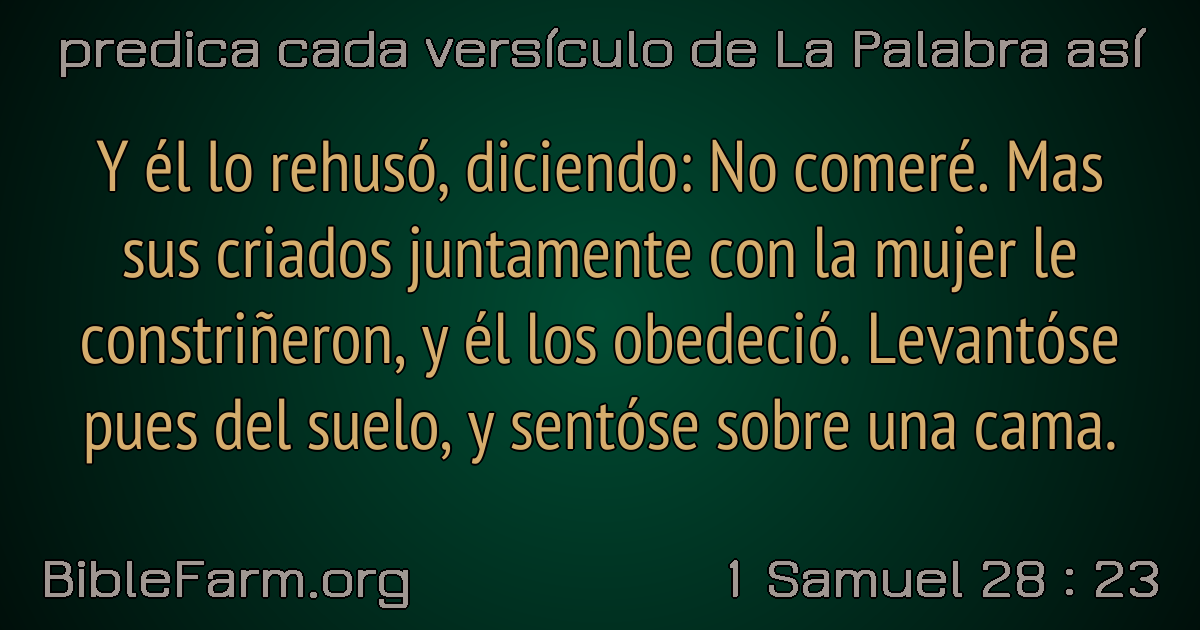 predica cada versículo de La Palabra así
Y él lo rehusó, diciendo: No comeré. Mas
sus criados juntamente con la mujer le
constriñeron, y él los obedeció. Levantóse
pues del suelo, y sentóse sobre una cama.
BibleFarm.org
1 Samuel 28 : 23